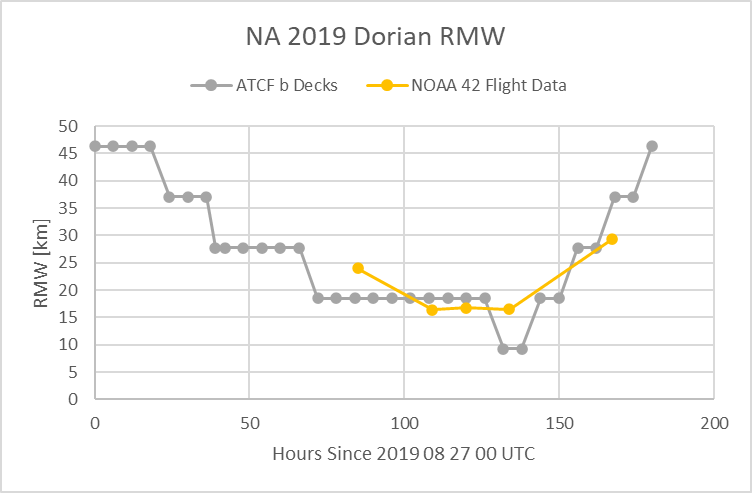 NA 2019 Dorian RMW
ATCF b Decks NOAA 42 Flight Data
50
45
40
35
30
25
20
15
10
5
0
RMW [km]
0 50 100 150 200
Hours Since 2019 08 27 00 UTC